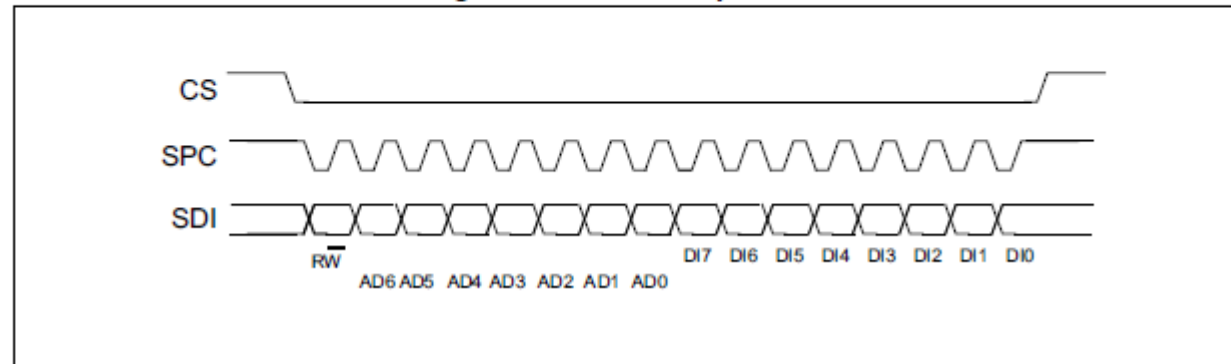 CS
SPC
SDI
RW DI7 DI6 DI5 DI4 DI3 DI2 DI1 DI0
AD6 AD5 AD4 AD3 AD2 AD1 AD0